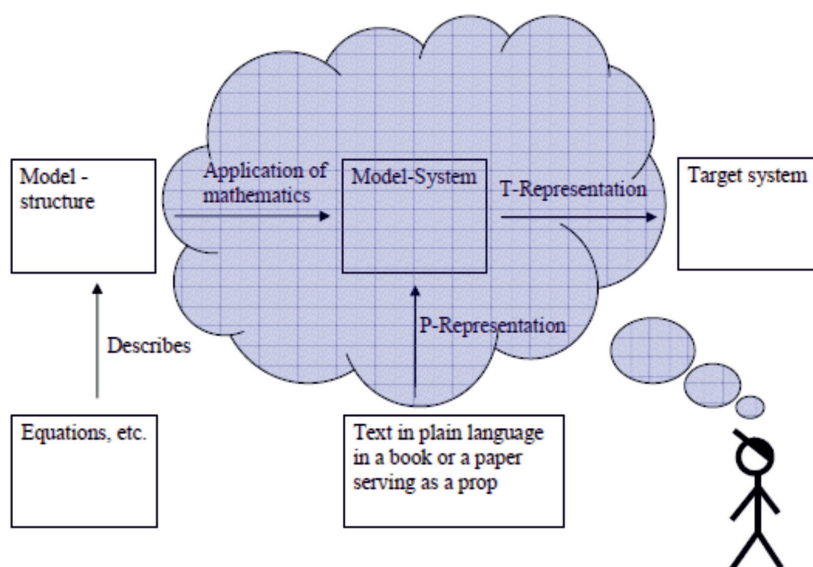 Model -
structure
Application of
mathematics
Model-System
T-Representation
Target system
Describes
P-Representation
Equations, etc.
Text in plain language
in a book or a paper
serving as a prop